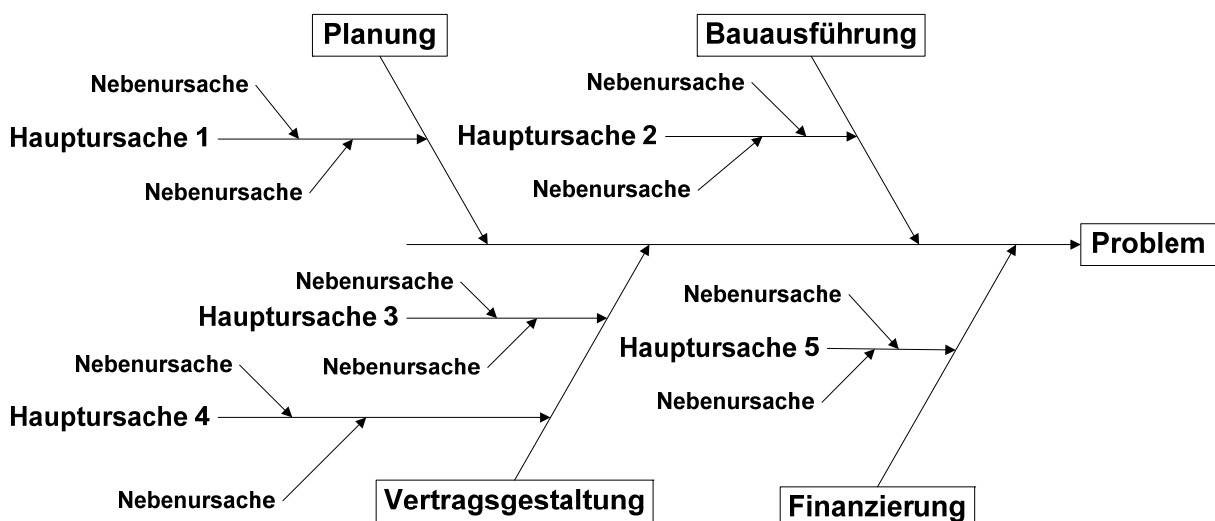 Planung
Bauausführung
Nebenursache
Nebenursache
Hauptursache 1
Hauptursache 2
Nebenursache
Nebenursache
Problem
Nebenursache
Nebenursache
Hauptursache 3
Hauptursache 5
Nebenursache
Nebenursache
Nebenursache
Hauptursache 4
Nebenursache
Vertragsgestaltung
Finanzierung